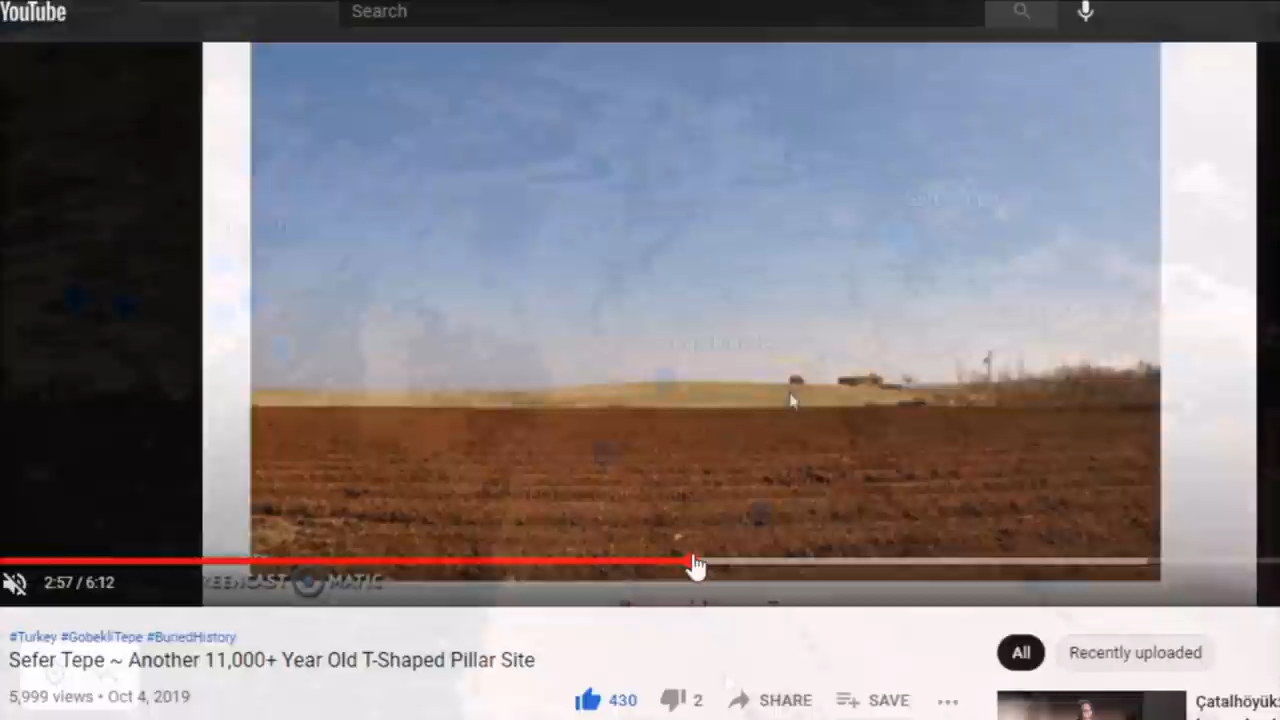 YouTube
Search
2:57 / 6:12
REENCAST MATIC
#Turkey #GobekliTepe #BuriedHistory
Sefer Tepe ~ Another 11,000+ Year Old T-Shaped Pillar Site
All
Recently uploaded
5,999 views • Oct 4, 2019
430
2
SHARE
SAVE
Çatalhöyük